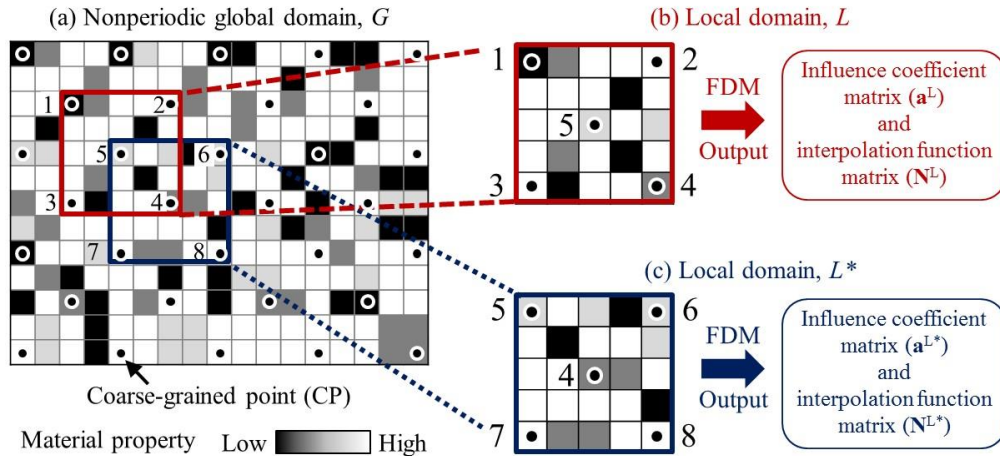 (a) Nonperiodic global domain, G
1
2
5
6
3
4
7
8
Coarse-grained point (CP)
Material property
Low
High
(b) Local domain, L
1
2
5
3
4
FDM
Output
Influence coefficient
matrix (a^L)
and
interpolation function
matrix (N^L)
(c) Local domain, L*
5
6
4
7
8
FDM
Output
Influence coefficient
matrix (a^L*)
and
interpolation function
matrix (N^L*)